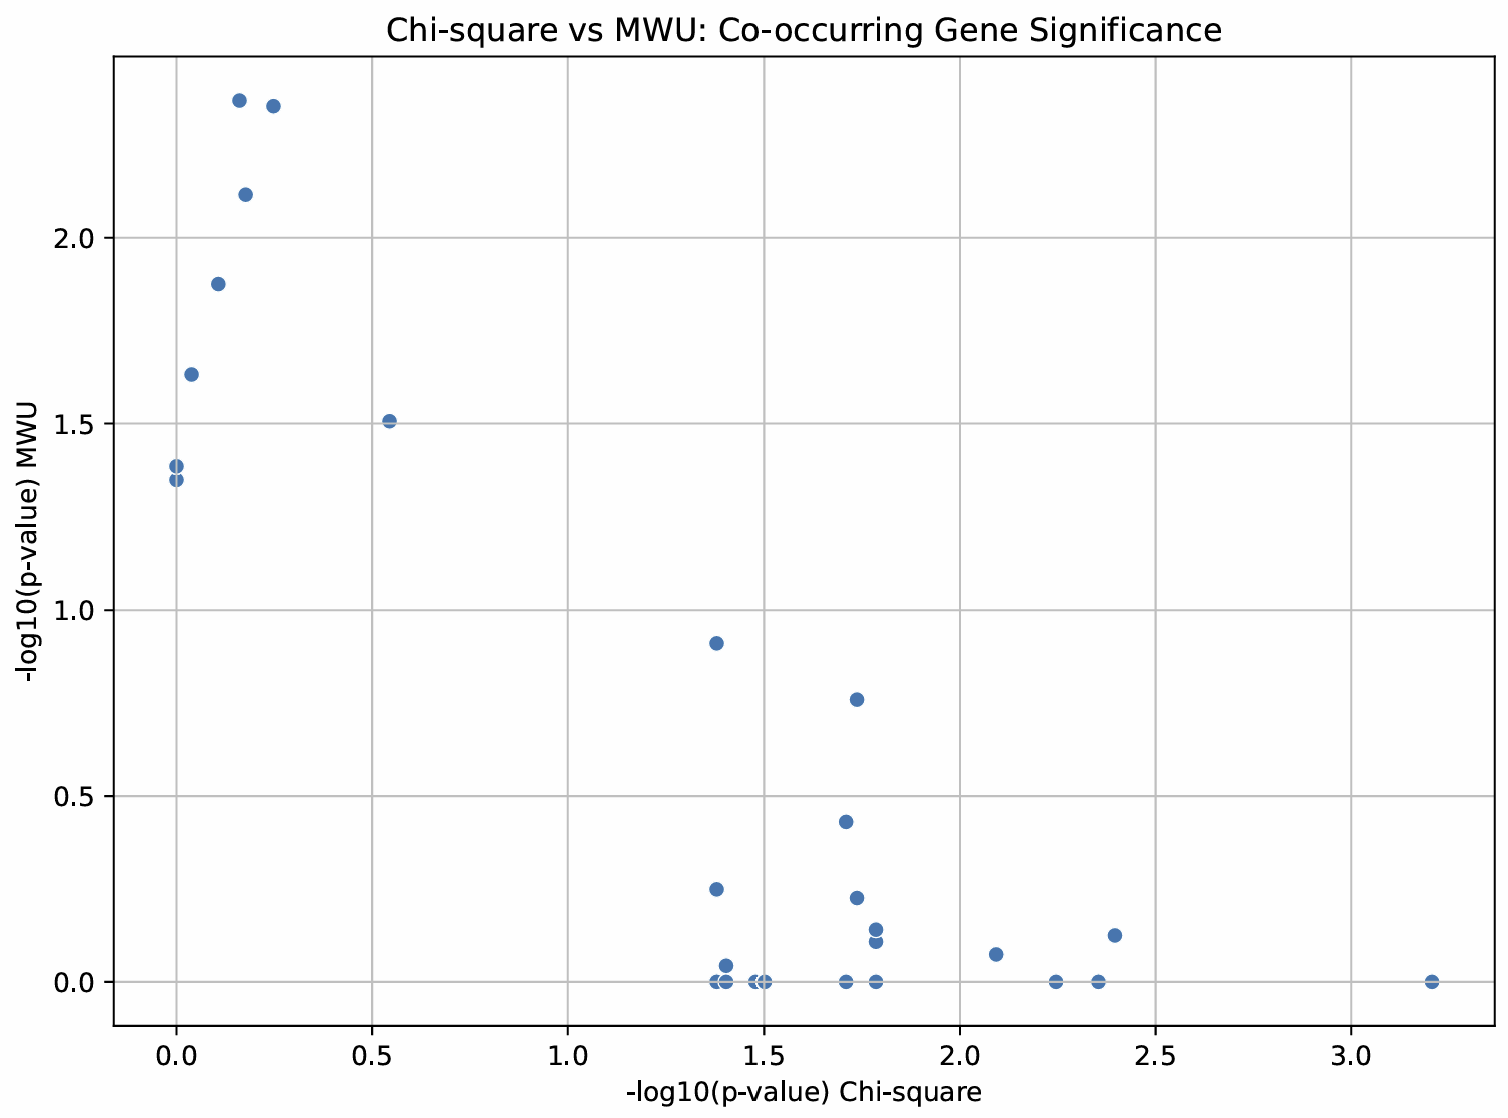 Chi-square vs MWU: Co-occurring Gene Significance
-log10(p-value) MWU
2.0
1.5
1.0
0.5
0.0
0.0 0.5 1.0 1.5 2.0 2.5 3.0
-log10(p-value) Chi-square